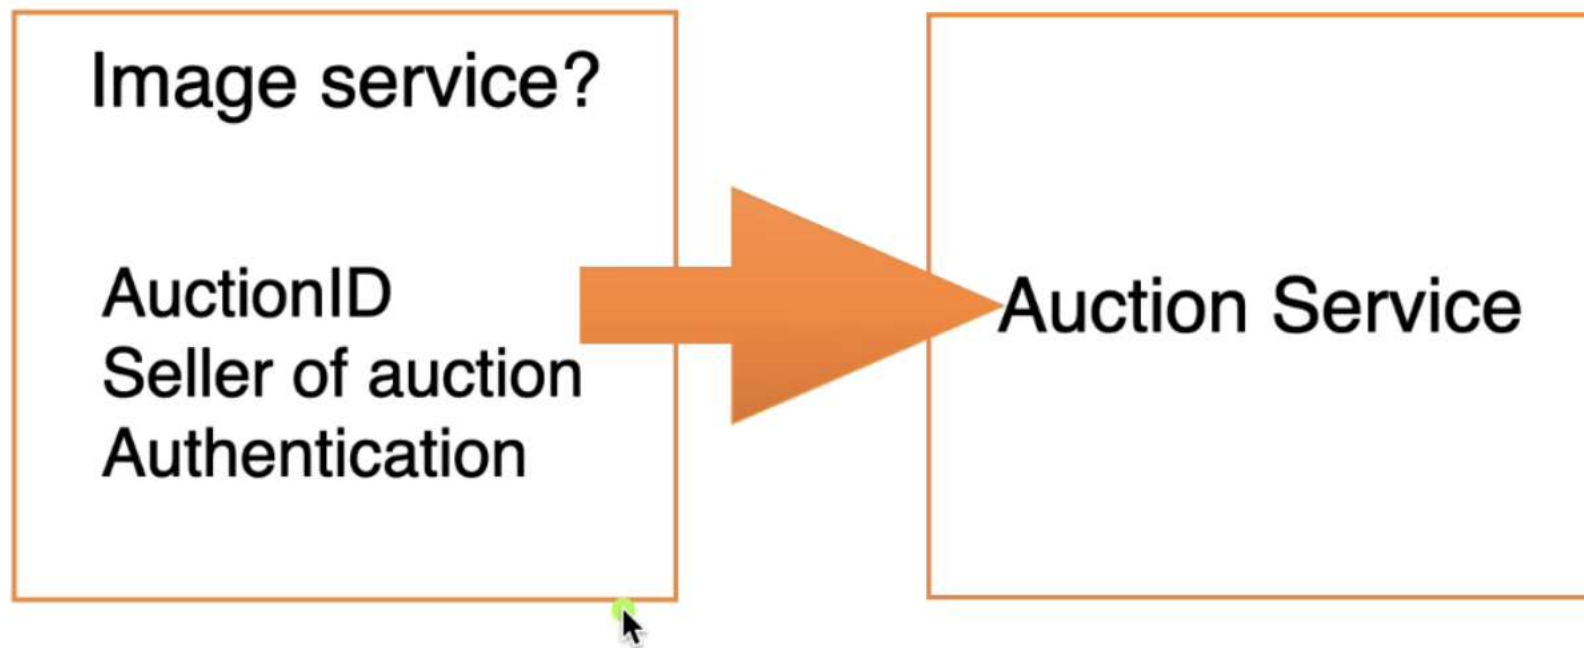 Image service?
AuctionID
Seller of auction
Authentication
Auction Service